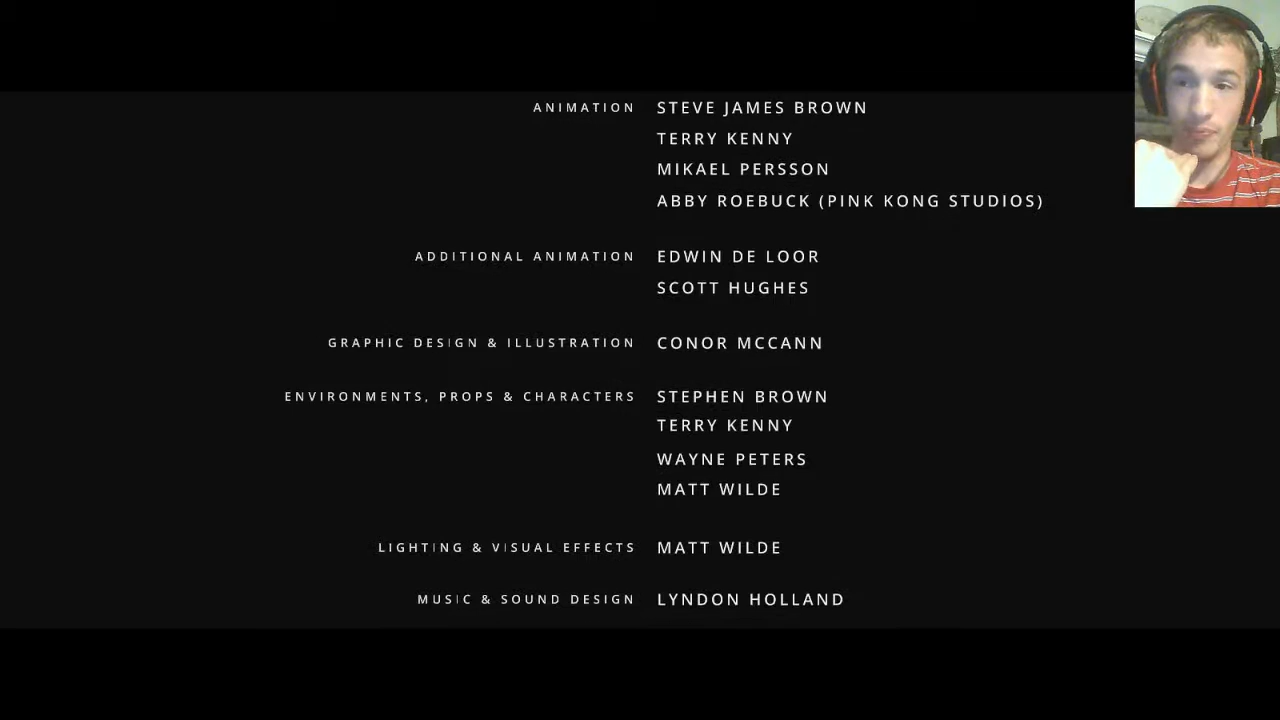 ANIMATION STEVE JAMES BROWN
TERRY KENNY
MIKAEL PERSSON
ABBY ROEBUCK (PINK KONG STUDIOS)
ADDITIONAL ANIMATION EDWIN DE LOOR
SCOTT HUGHES
GRAPHIC DESIGN & ILLUSTRATION CONOR MCCANN
ENVIRONMENTS, PROPS & CHARACTERS STEPHEN BROWN
TERRY KENNY
WAYNE PETERS
MATT WILDE
LIGHTING & VISUAL EFFECTS MATT WILDE
MUSIC & SOUND DESIGN LYNDON HOLLAND